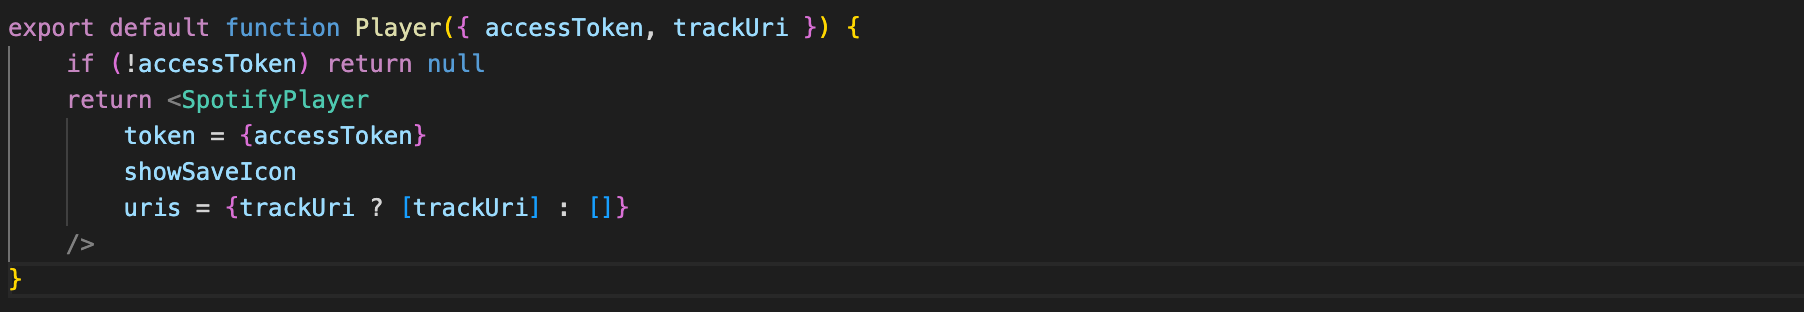 export default function Player({ accessToken, trackUri }) {
    if (!accessToken) return null
    return <SpotifyPlayer
        token = {accessToken}
        showSaveIcon
        uris = {trackUri ? [trackUri] : []}
    />
}